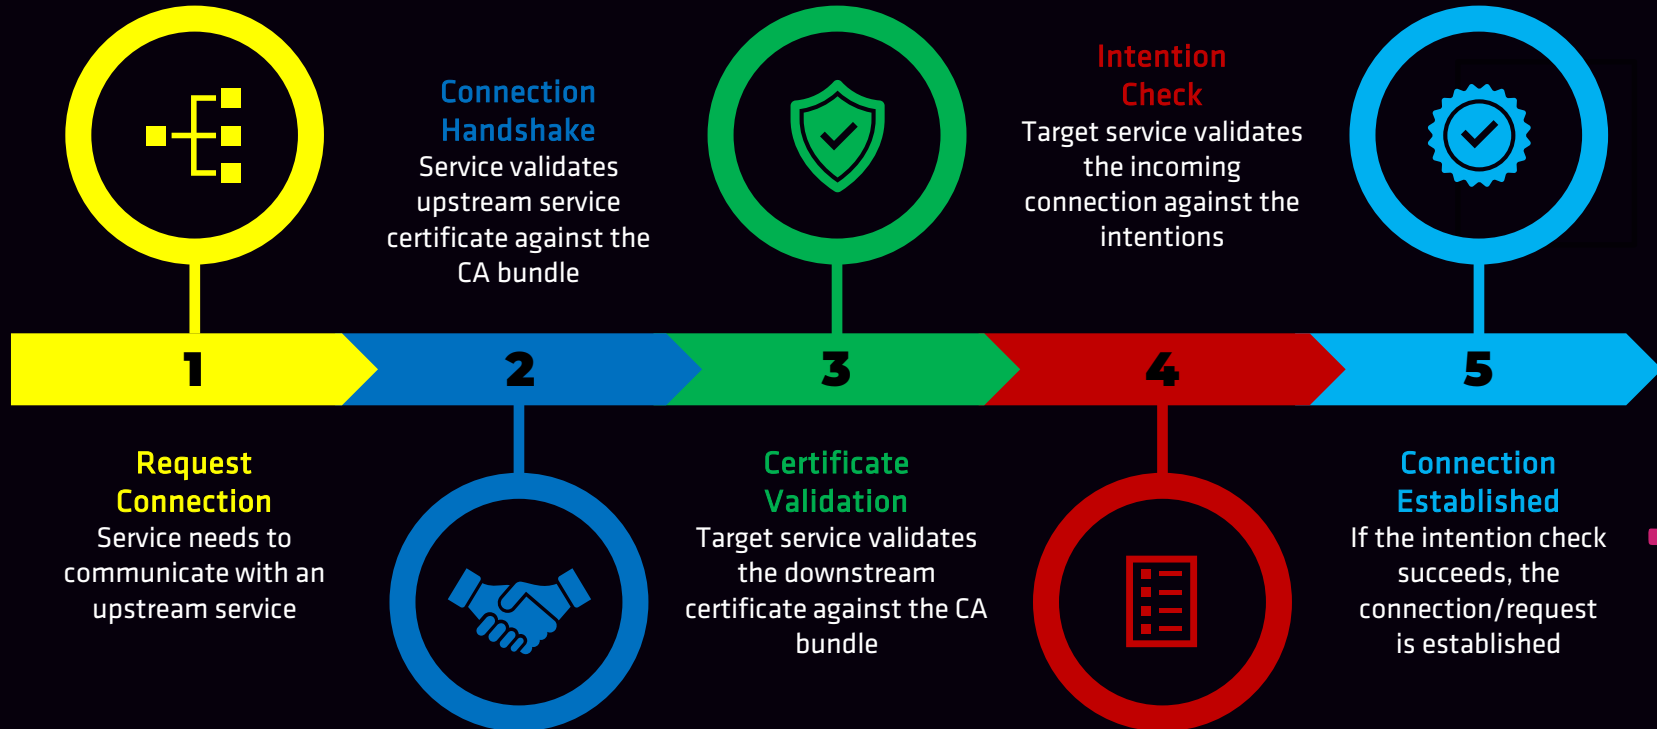 1
Request
Connection
Service needs to
communicate with an
upstream service
2
Connection
Handshake
Service validates
upstream service
certificate against the
CA bundle
3
Certificate
Validation
Target service validates
the downstream
certificate against the CA
bundle
4
Intention
Check
Target service validates
the incoming
connection against the
intentions
5
Connection
Established
If the intention check
succeeds, the
connection/request
is established